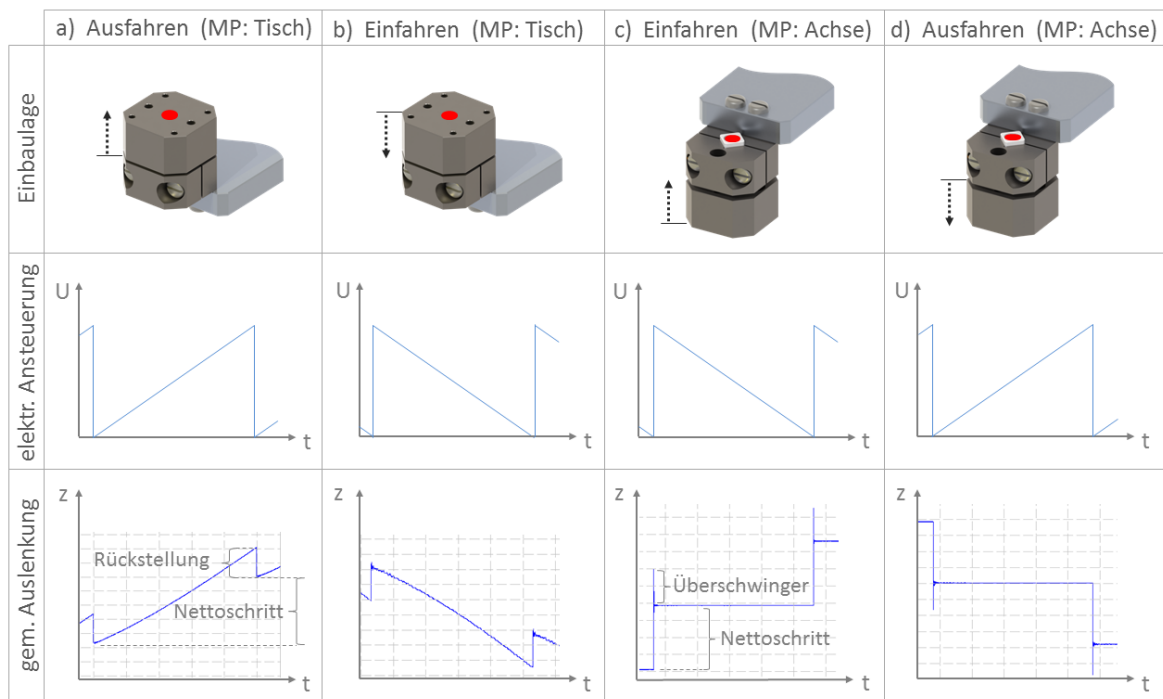 a) Ausfahren (MP: Tisch)
b) Einfahren (MP: Tisch)
c) Einfahren (MP: Achse)
d) Ausfahren (MP: Achse)
Einbaulage
elektr. Ansteuerung
U
t
U
t
U
t
U
t
gem. Auslenkung
z
Rückstellung
Nettoschritt
t
z
t
z
Überschwinger
Nettoschritt
t
z
t